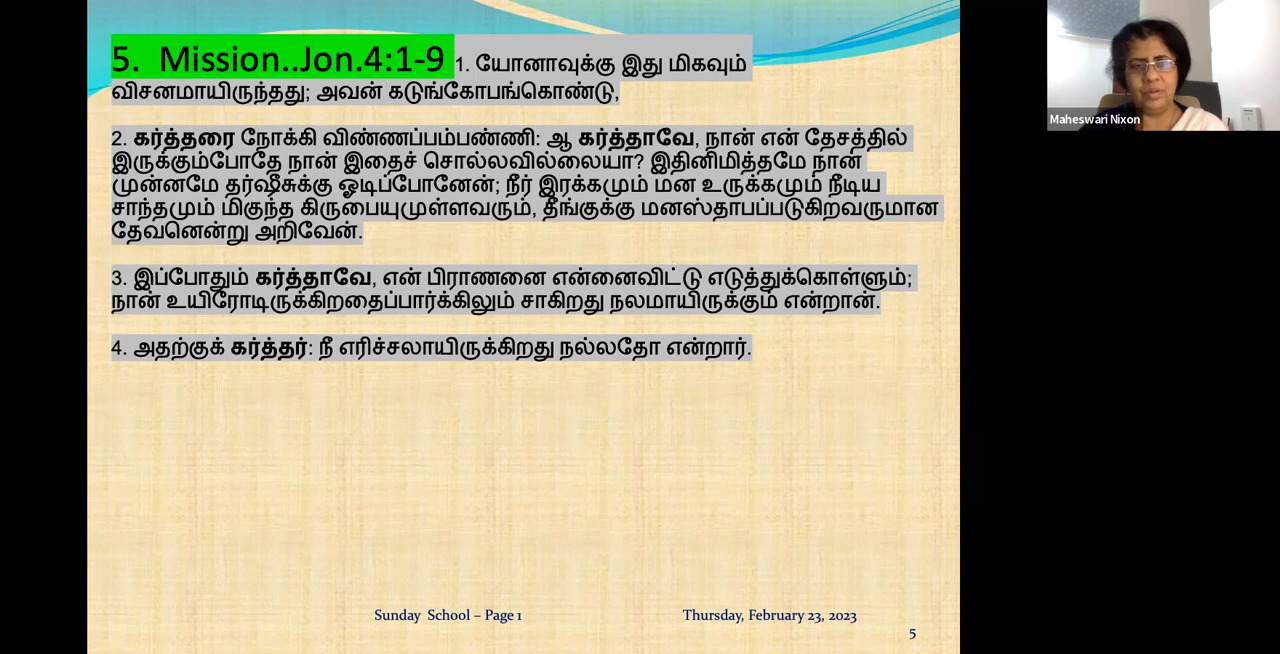 5. Mission..Jon.4:1-9 1. யோனாவுக்கு இது மிகவும்
விசனமாயிருந்தது; அவன் கடுங்கோபங்கொண்டு,
2. கர்த்தரை நோக்கி விண்ணப்பம்பண்ணி: ஆ கர்த்தாவே, நான் என் தேசத்தில்
இருக்கும்போதே நான் இதைச் சொல்லவில்லையா? இதினிமித்தமே நான்
முன்னமே தர்ஷீசுக்கு ஓடிப்போனேன்; நீர் இரக்கமும் மன உருக்கமும் நீடிய
சாந்தமும் மிகுந்த கிருபையுமுள்ளவரும், தீங்குக்கு மனஸ்தாபப்படுகிறவருமான
தேவனென்று அறிவேன்.
3. இப்போதும் கர்த்தாவே, என் பிராணனை என்னைவிட்டு எடுத்துக்கொள்ளும்;
நான் உயிரோடிருக்கிறதைப்பார்க்கிலும் சாகிறது நலமாயிருக்கும் என்றான்.
4. அதற்குக் கர்த்தர்: நீ எரிச்சலாயிருக்கிறது நல்லதோ என்றார்.
Sunday School – Page 1
Thursday, February 23, 2023
5
Maheswari Nixon